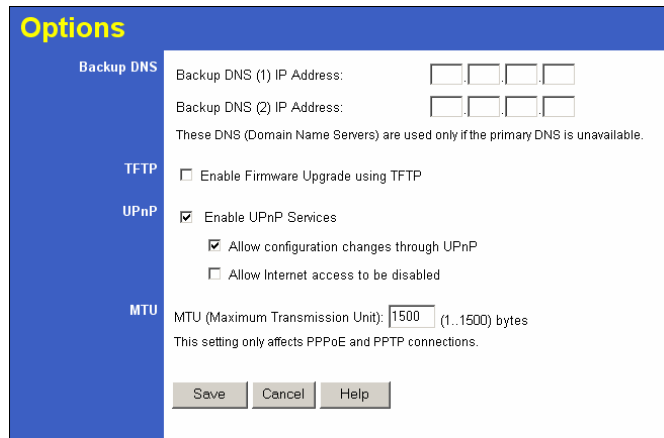 Options
Backup DNS
Backup DNS (1) IP Address: . . .
Backup DNS (2) IP Address: . . .
These DNS (Domain Name Servers) are used only if the primary DNS is unavailable.
TFTP
Enable Firmware Upgrade using TFTP
UPnP
Enable UPnP Services
Allow configuration changes through UPnP
Allow Internet access to be disabled
MTU
MTU (Maximum Transmission Unit): 1500 (1..1500) bytes
This setting only affects PPPoE and PPTP connections.
Save Cancel Help